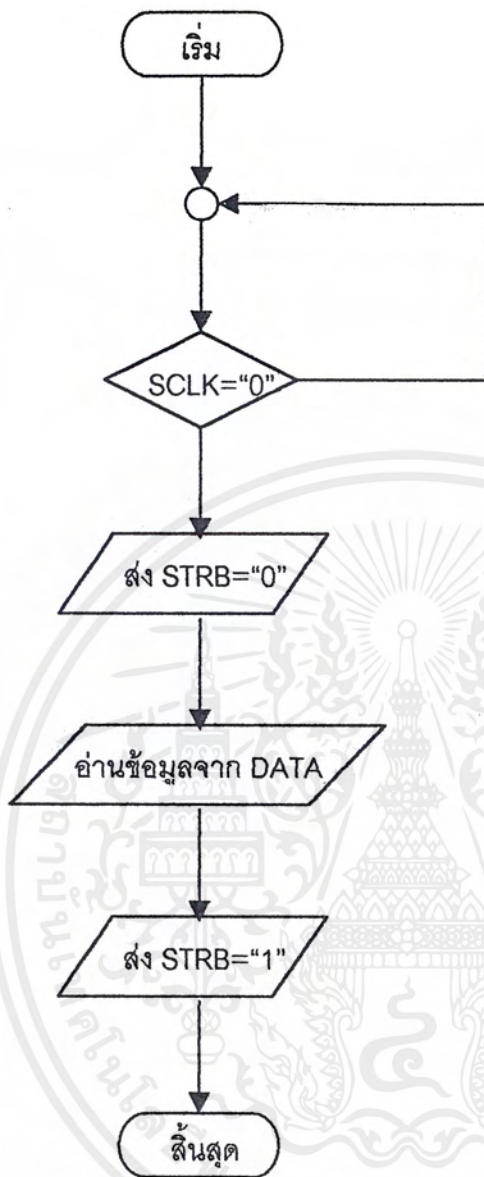 เริ่ม
SCLK=“0”
ส่ง STRB=“0”
อ่านข้อมูลจาก DATA
ส่ง STRB=“1”
สิ้นสุด